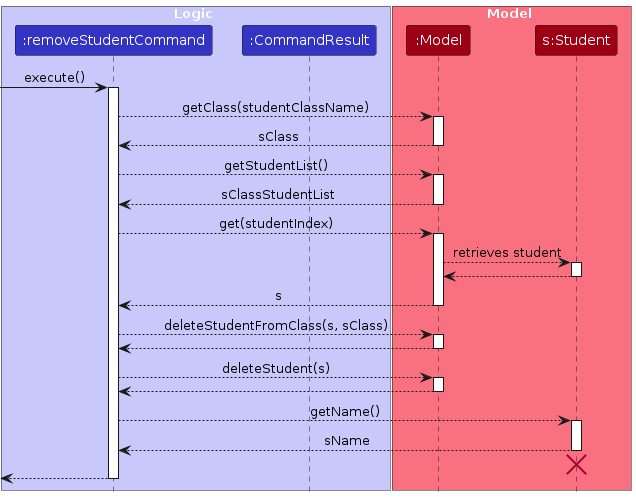 Logic
Model
:removeStudentCommand
:CommandResult
:Model
s:Student
execute()
getClass(studentClassName)
sClass
getStudentList()
sClassStudentList
get(studentIndex)
retrieves student
s
deleteStudentFromClass(s, sClass)
deleteStudent(s)
getName()
sName